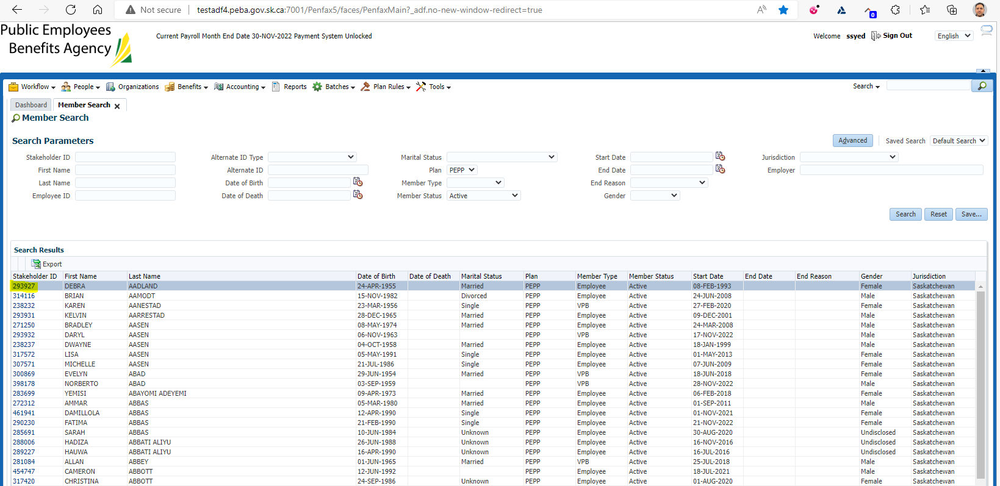 Not secure testadf4.peba.gov.sk.ca:7001/Penfax5/faces/PenfaxMain?_adf.no-new-window-redirect=true
0
Public Employees
Benefits Agency
Current Payroll Month End Date 30-NOV-2022 Payment System Unlocked
Welcome ssyed Sign Out English
Workflow People Organizations Benefits Accounting Reports Batches Plan Rules Tools Search
Dashboard Member Search
Member Search
Search Parameters
Advanced Saved Search Default Search
Stakeholder ID Alternate ID Type Marital Status Start Date Jurisdiction
First Name Alternate ID Plan PEPP End Date Employer
Last Name Date of Birth Member Type End Reason
Employee ID Date of Death Member Status Active Gender
Search Reset Save...
Search Results
Export
Stakeholder ID First Name Last Name Date of Birth Date of Death Marital Status Plan Member Type Member Status Start Date End Date End Reason Gender Jurisdiction
293927 DEBRA AADLAND 24-APR-1955 Married PEPP Employee Active 08-FEB-1993 Female Saskatchewan
314116 BRIAN AAMODT 15-NOV-1982 Divorced PEPP Employee Active 24-JUN-2008 Male Saskatchewan
238232 KAREN AANESTAD 23-MAR-1956 Single PEPP VPB Active 27-FEB-2020 Female Saskatchewan
293931 KELVIN AARRESTAD 28-DEC-1965 Married PEPP Employee Active 09-DEC-2001 Male Saskatchewan
271250 BRADLEY AASEN 08-MAY-1974 Married PEPP Employee Active 24-MAR-2008 Male Saskatchewan
293932 DARYL AASEN 06-NOV-1963 PEPP VPB Active 17-NOV-2022 Male Saskatchewan
238237 DWAYNE AASEN 04-OCT-1958 Married PEPP Employee Active 18-JAN-1999 Male Saskatchewan
317572 LISA AASEN 05-MAY-1991 Single PEPP Employee Active 01-MAY-2013 Female Saskatchewan
307571 MICHELLE AASEN 21-JUL-1986 Single PEPP Employee Active 07-JUN-2009 Female Saskatchewan
300869 EVELYN ABAD 29-JUN-1954 Married PEPP VPB Active 18-JUN-2018 Female Saskatchewan
398178 NORBERTO ABAD 03-SEP-1959 PEPP VPB Active 28-NOV-2022 Male Saskatchewan
283699 YEMISI ABAYOMI ADEYEMI 09-APR-1973 Married PEPP Employee Active 06-FEB-2018 Female Saskatchewan
272312 AMMAR ABBAS 05-MAR-1980 Married PEPP Employee Active 01-SEP-2011 Male Saskatchewan
461941 DAMILLOLA ABBAS 12-APR-1990 Single PEPP Employee Active 01-NOV-2021 Female Saskatchewan
290230 FATIMA ABBAS 21-FEB-1990 Single PEPP Employee Active 21-NOV-2022 Female Saskatchewan
285691 SARAH ABBAS 10-JUN-1984 Unknown PEPP Employee Active 30-AUG-2020 Undisclosed Saskatchewan
288006 HADIZA ABBATI ALIYU 26-JUN-1988 Unknown PEPP Employee Active 16-NOV-2016 Undisclosed Saskatchewan
289227 HAUWA ABBATI ALIYU 16-APR-1990 Unknown PEPP Employee Active 16-JUL-2016 Undisclosed Saskatchewan
281084 ALLAN ABBEY 01-JUN-1965 Married PEPP VPB Active 25-JUL-2018 Male Saskatchewan
454747 CAMERON ABBOTT 12-JUN-1992 PEPP Employee Active 18-JUL-2021 Male Saskatchewan
317420 CHRISTINA ABBOTT 24-SEP-1986 Unknown PEPP Employee Active 01-AUG-2020 Female Saskatchewan